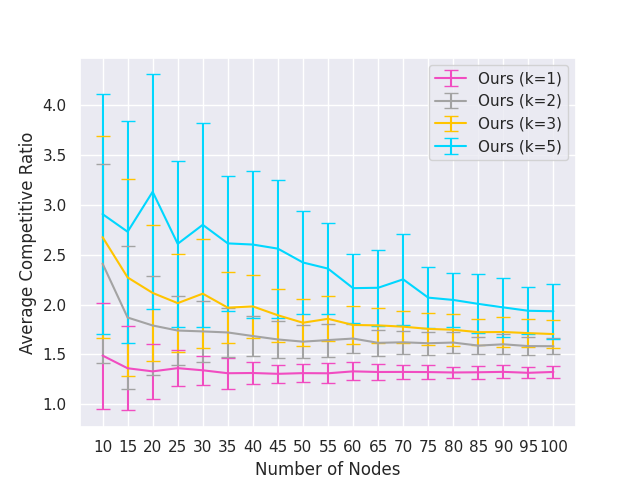 Ours (k=1)
Ours (k=2)
Ours (k=3)
Ours (k=5)
Average Competitive Ratio
4.0
3.5
3.0
2.5
2.0
1.5
1.0
10 15 20 25 30 35 40 45 50 55 60 65 70 75 80 85 90 95 100
Number of Nodes